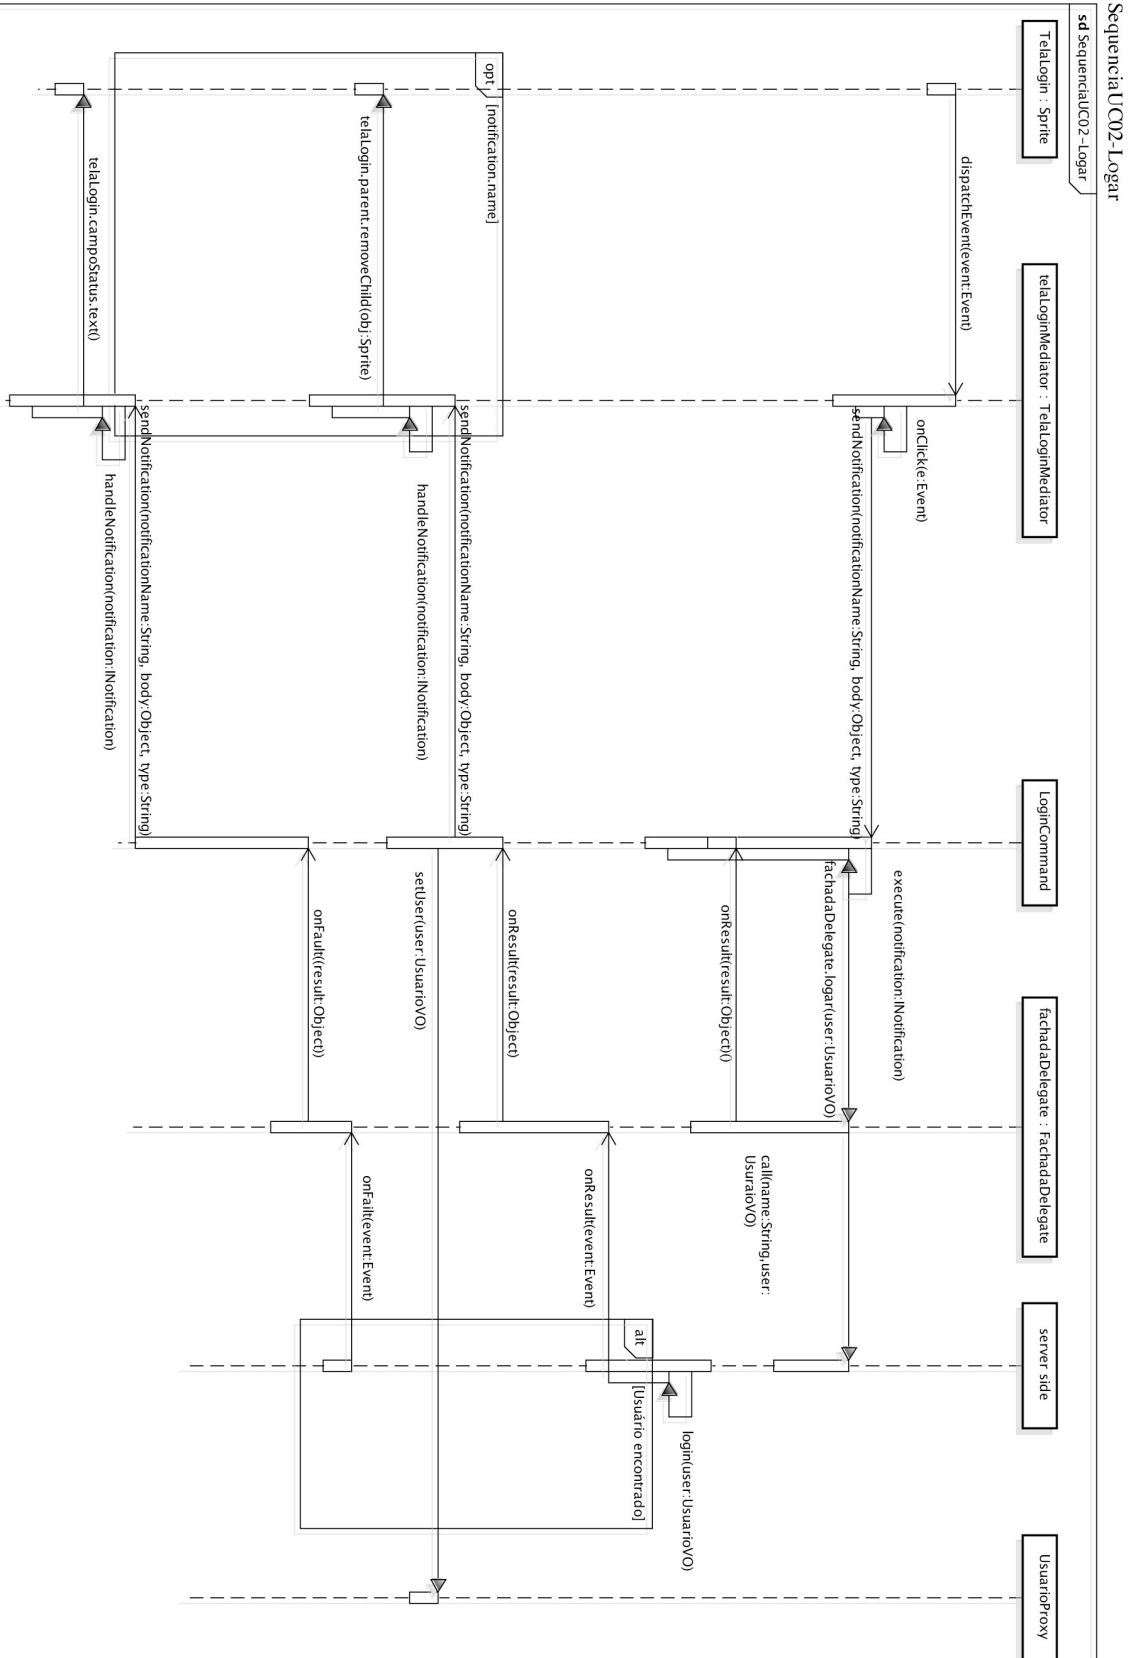 SequenciaUC02-Logar
sd SequenciaUC02-Logar
TelaLogin : Sprite
telaLoginMediator : TelaLoginMediator
LoginCommand
fachadaDelegate : FachadaDelegate
server side
UsuarioProxy
dispatchEvent(event:Event)
onClick(e:Event)
execute(notification:INotification)
sendNotification(notificationName:String, body:Object, type:String)
fachadaDelegate.logar(user:UsuarioVO)
call(name:String,user:
UsuraioVO)
onResult(result:Object)()
login(user:UsuarioVO)
alt
[Usuário encontrado]
onResult(event:Event)
onResult(result:Object)
opt
[notification.name]
sendNotification(notificationName:String, body:Object, type:String)
handleNotification(notification:INotification)
setUser(user:UsuarioVO)
telaLogin.parent.removeChild(obj:Sprite)
onFailt(event:Event)
onFault((result:Object))
sendNotification(notificationName:String, body:Object, type:String)
handleNotification(notification:INotification)
telaLogin.campoStatus.text()